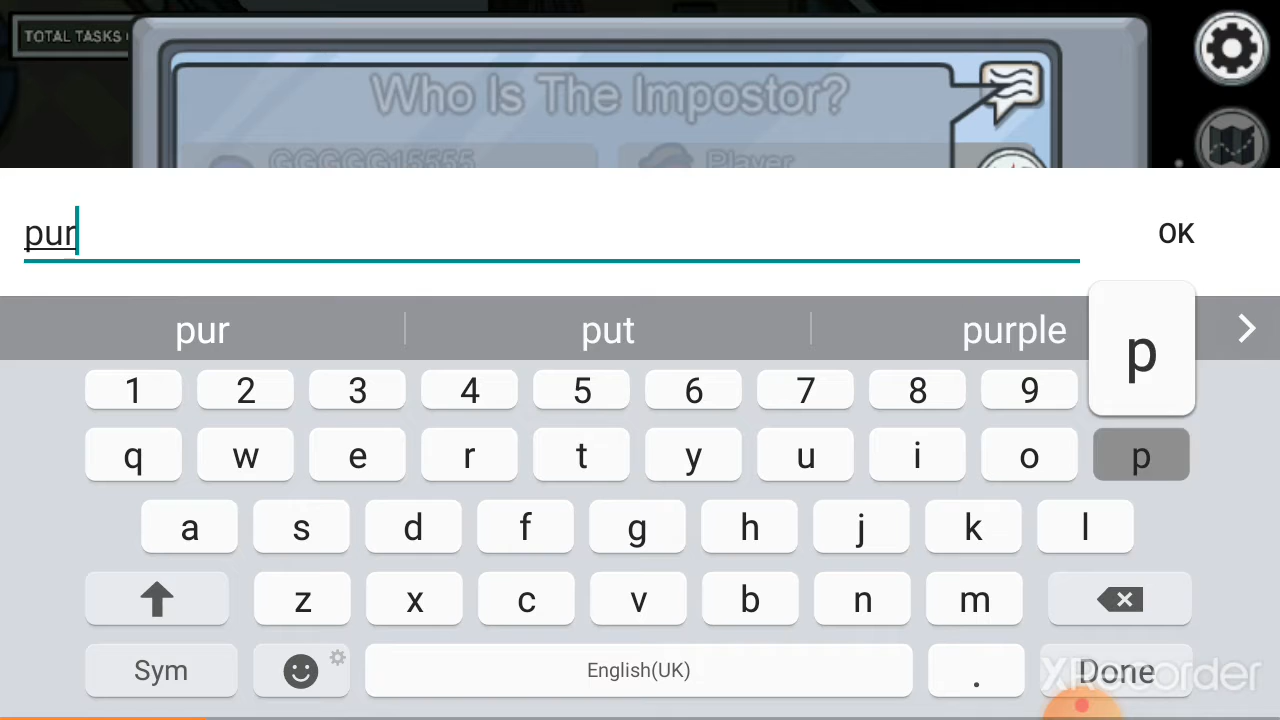 TOTAL TASKS
Who Is The Impostor?
GGGGG15555 Player
pur OK
pur put purple
p
1 2 3 4 5 6 7 8 9
q w e r t y u i o p
a s d f g h j k l
z x c v b n m
Sym English(UK) . Done
XRecorder